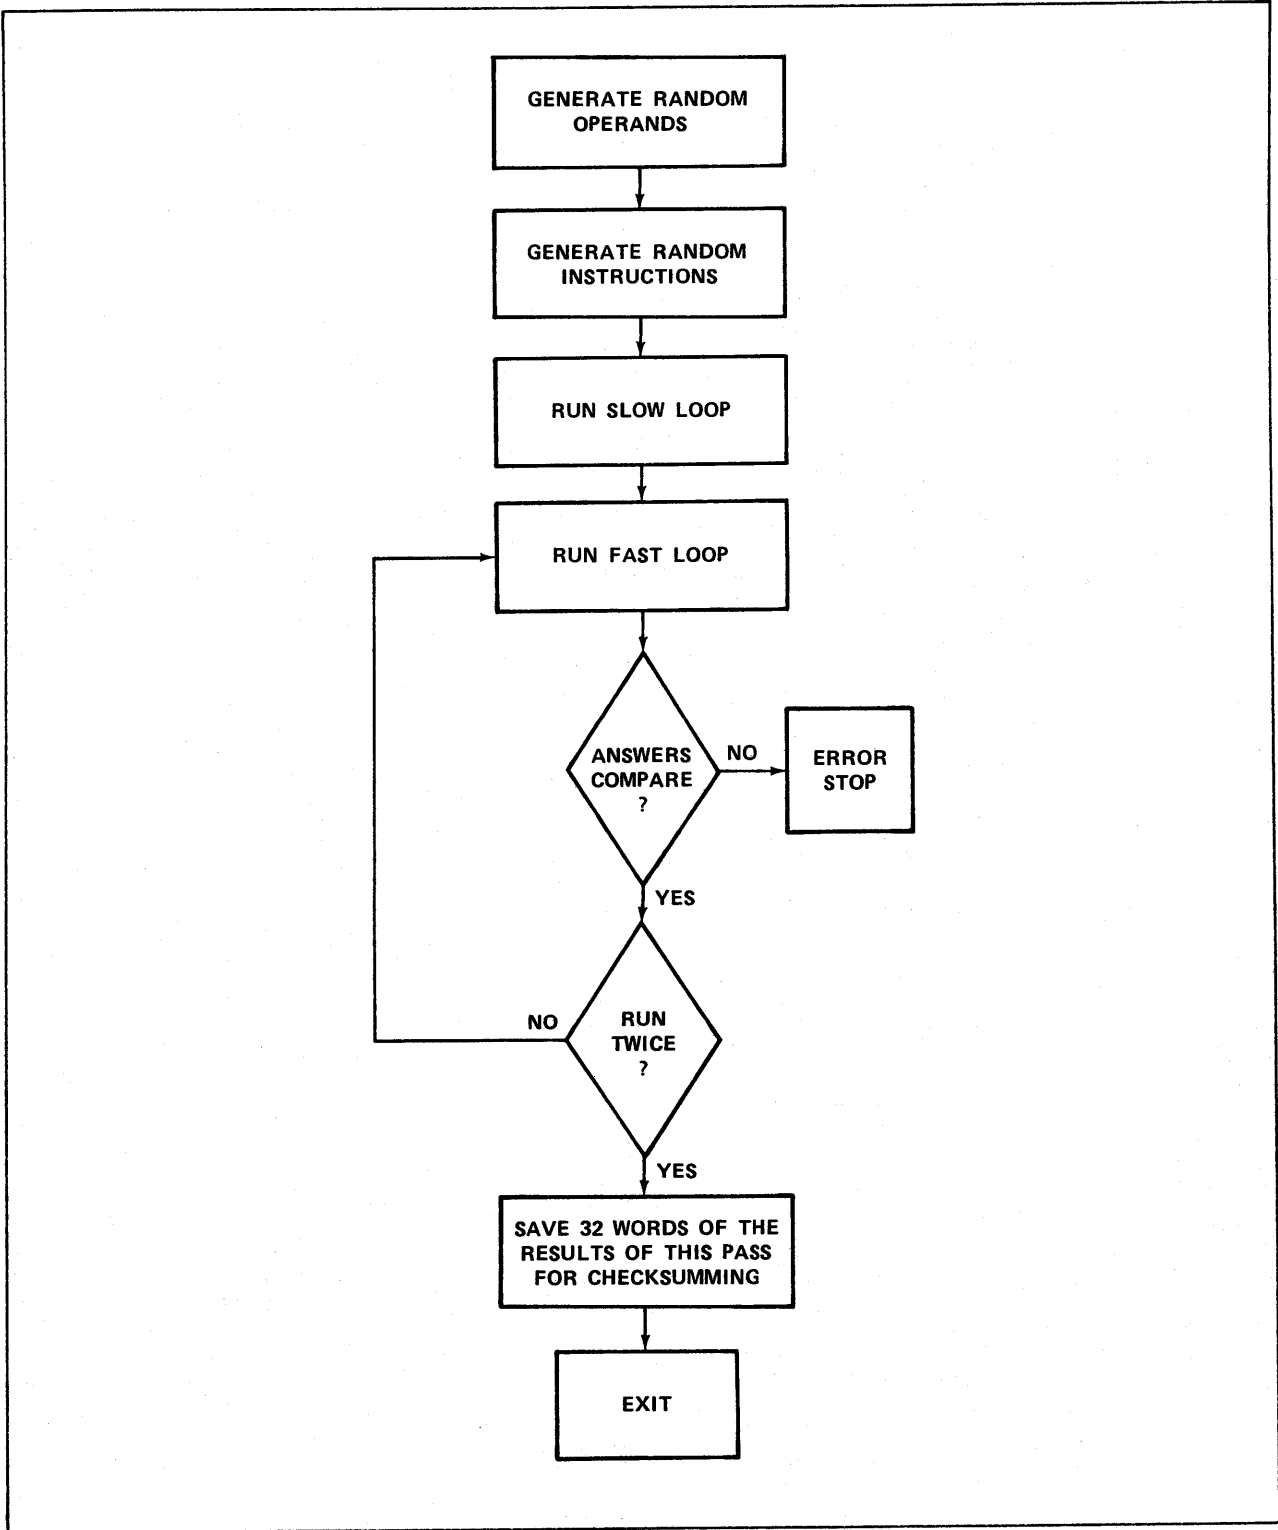 GENERATE RANDOM
OPERANDS
GENERATE RANDOM
INSTRUCTIONS
RUN SLOW LOOP
RUN FAST LOOP
ANSWERS
COMPARE
?
NO
ERROR
STOP
YES
RUN
TWICE
?
NO
YES
SAVE 32 WORDS OF THE
RESULTS OF THIS PASS
FOR CHECKSUMMING
EXIT